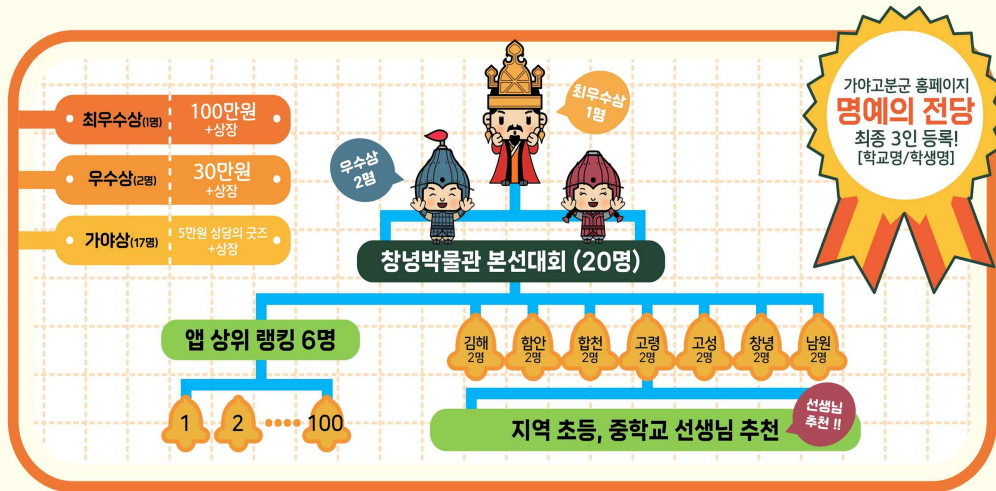 최우수상(1명)
100만원
+상장
우수상(2명)
30만원
+상장
가야상(17명)
5만원 상당의 굿즈
+상장
최우수상
1명
우수상
2명
가야고분군 홈페이지
명예의 전당
최종 3인 등록!
[학교명/학생명]
창녕박물관 본선대회 (20명)
앱 상위 랭킹 6명
1
2
100
김해
2명
함안
2명
합천
2명
고령
2명
고성
2명
창녕
2명
남원
2명
지역 초등, 중학교 선생님 추천
선생님
추천 !!